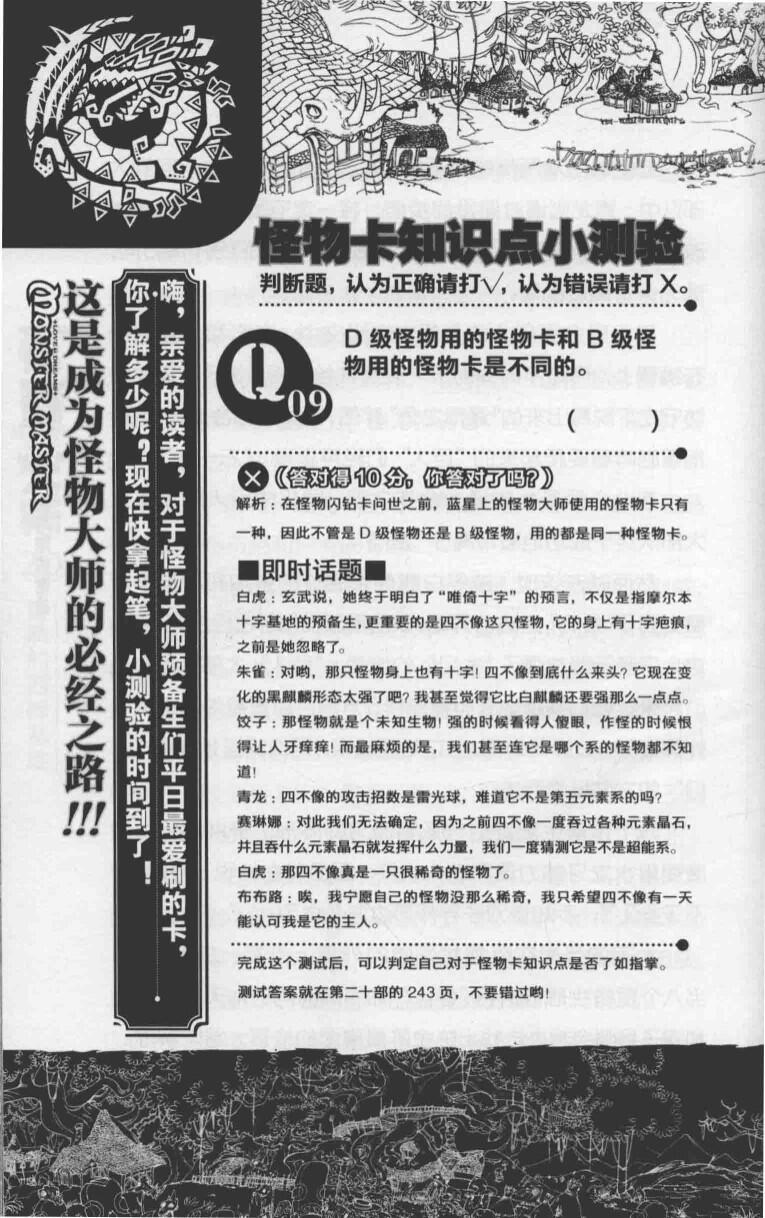 怪物卡知识点小测验
判断题，认为正确请打√，认为错误请打 X。
Q09
D 级怪物用的怪物卡和 B 级怪
物用的怪物卡是不同的。
（　　）
⊗《（答对得 10 分，你答对了吗？）》
解析：在怪物闪钻卡问世之前，蓝星上的怪物大师使用的怪物卡只有
一种，因此不管是 D 级怪物还是 B 级怪物，用的都是同一种怪物卡。
■即时话题■
白虎：玄武说，她终于明白了“唯倚十字”的预言，不仅是指摩尔本
十字基地的预备生，更重要的是四不像这只怪物，它的身上有十字疤痕，
之前是她忽略了。
朱雀：对哟，那只怪物身上也有十字！四不像到底什么来头？它现在变
化的黑麒麟形态太强了吧？我甚至觉得它比白麒麟还要强那么一点点。
饺子：那怪物就是个未知生物！强的时候看得人傻眼，作怪的时候恨
得让人牙痒痒！而最麻烦的是，我们甚至连它是哪个系的怪物都不知
道！
青龙：四不像的攻击招数是雷光球，难道它不是第五元素系的吗？
赛琳娜：对此我们无法确定，因为之前四不像一度吞过各种元素晶石，
并且吞什么元素晶石就发挥什么力量，我们一度猜测它是不是超能系。
白虎：那四不像真是一只很稀奇的怪物了。
布布路：唉，我宁愿自己的怪物没那么稀奇，我只希望四不像有一天
能认可我是它的主人。
完成这个测试后，可以判定自己对于怪物卡知识点是否了如指掌。
测试答案就在第二十部的 243 页，不要错过哟！
嗨，亲爱的读者，对于怪物大师预备生们平日最爱刷的卡，
你了解多少呢？现在快拿起笔，小测验的时间到了！
这是成为怪物大师的必经之路!!!
MONSTER MASTER